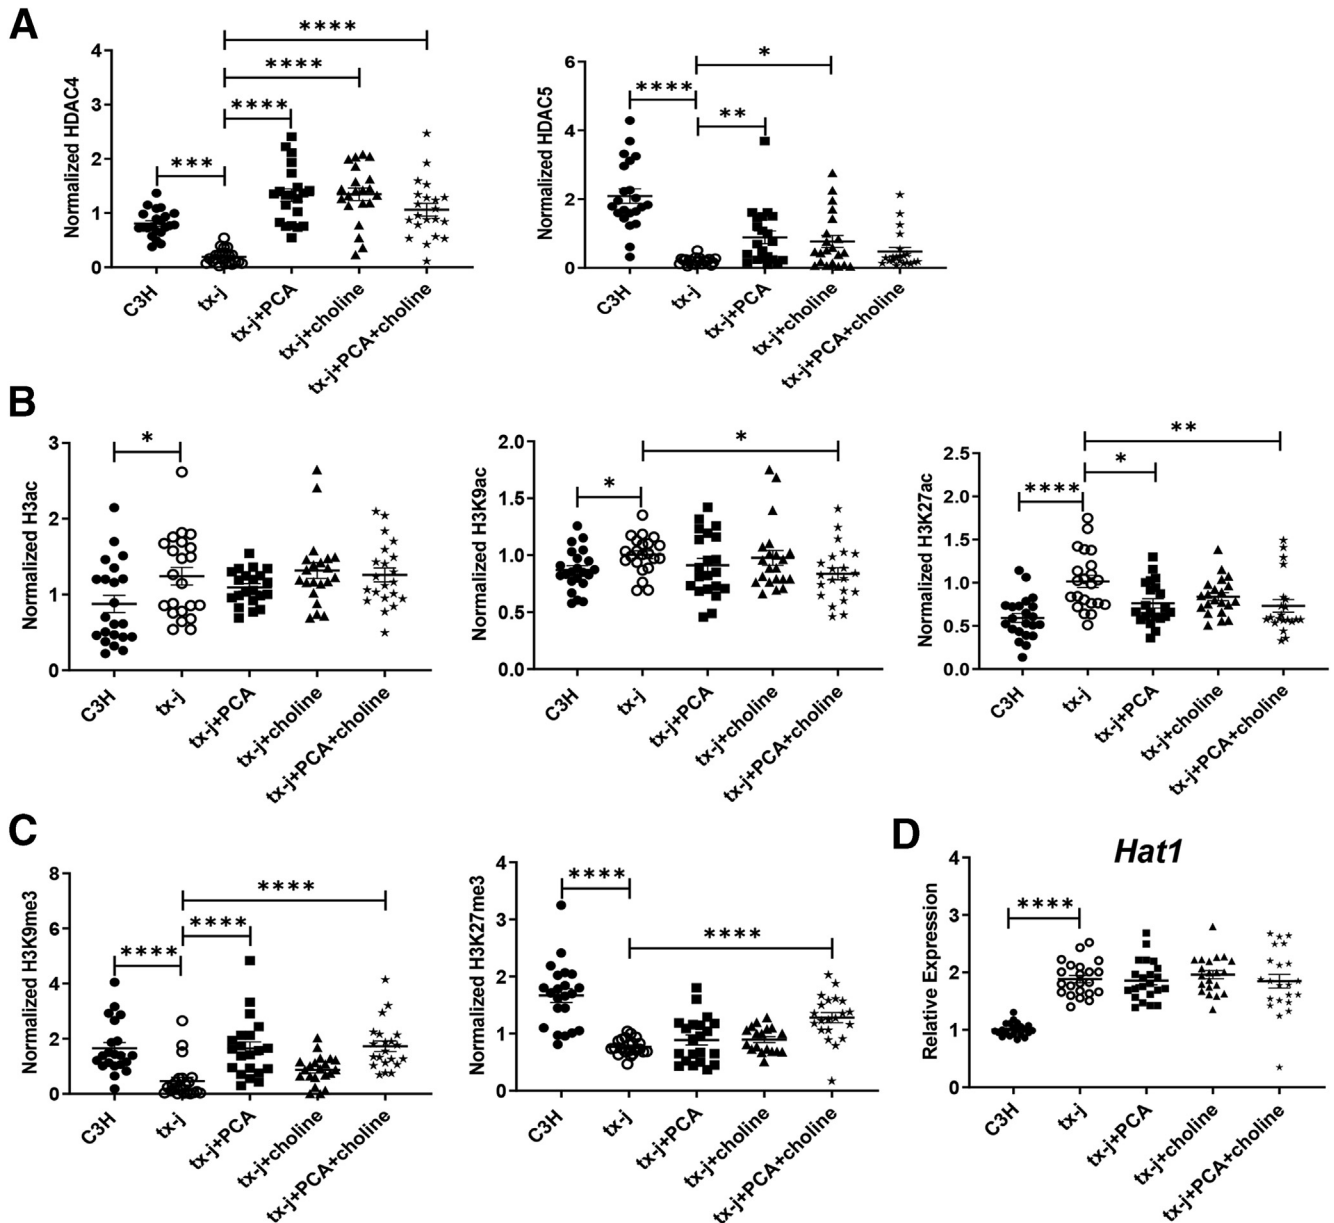 A
Normalized HDAC4
4
3
2
1
0
***
****
****
****
C3H
tx-j
tx-j+PCA
tx-j+choline
tx-j+PCA+choline
Normalized HDAC5
6
4
2
0
****
**
*
C3H
tx-j
tx-j+PCA
tx-j+choline
tx-j+PCA+choline
B
Normalized H3ac
3
2
1
0
*
C3H
tx-j
tx-j+PCA
tx-j+choline
tx-j+PCA+choline
Normalized H3K9ac
2.0
1.5
1.0
0.5
0.0
*
*
C3H
tx-j
tx-j+PCA
tx-j+choline
tx-j+PCA+choline
Normalized H3K27ac
2.5
2.0
1.5
1.0
0.5
0.0
****
*
**
C3H
tx-j
tx-j+PCA
tx-j+choline
tx-j+PCA+choline
C
Normalized H3K9me3
8
6
4
2
0
****
****
****
C3H
tx-j
tx-j+PCA
tx-j+choline
tx-j+PCA+choline
Normalized H3K27me3
4
3
2
1
0
****
****
C3H
tx-j
tx-j+PCA
tx-j+choline
tx-j+PCA+choline
D
Hat1
Relative Expression
4
3
2
1
0
****
C3H
tx-j
tx-j+PCA
tx-j+choline
tx-j+PCA+choline